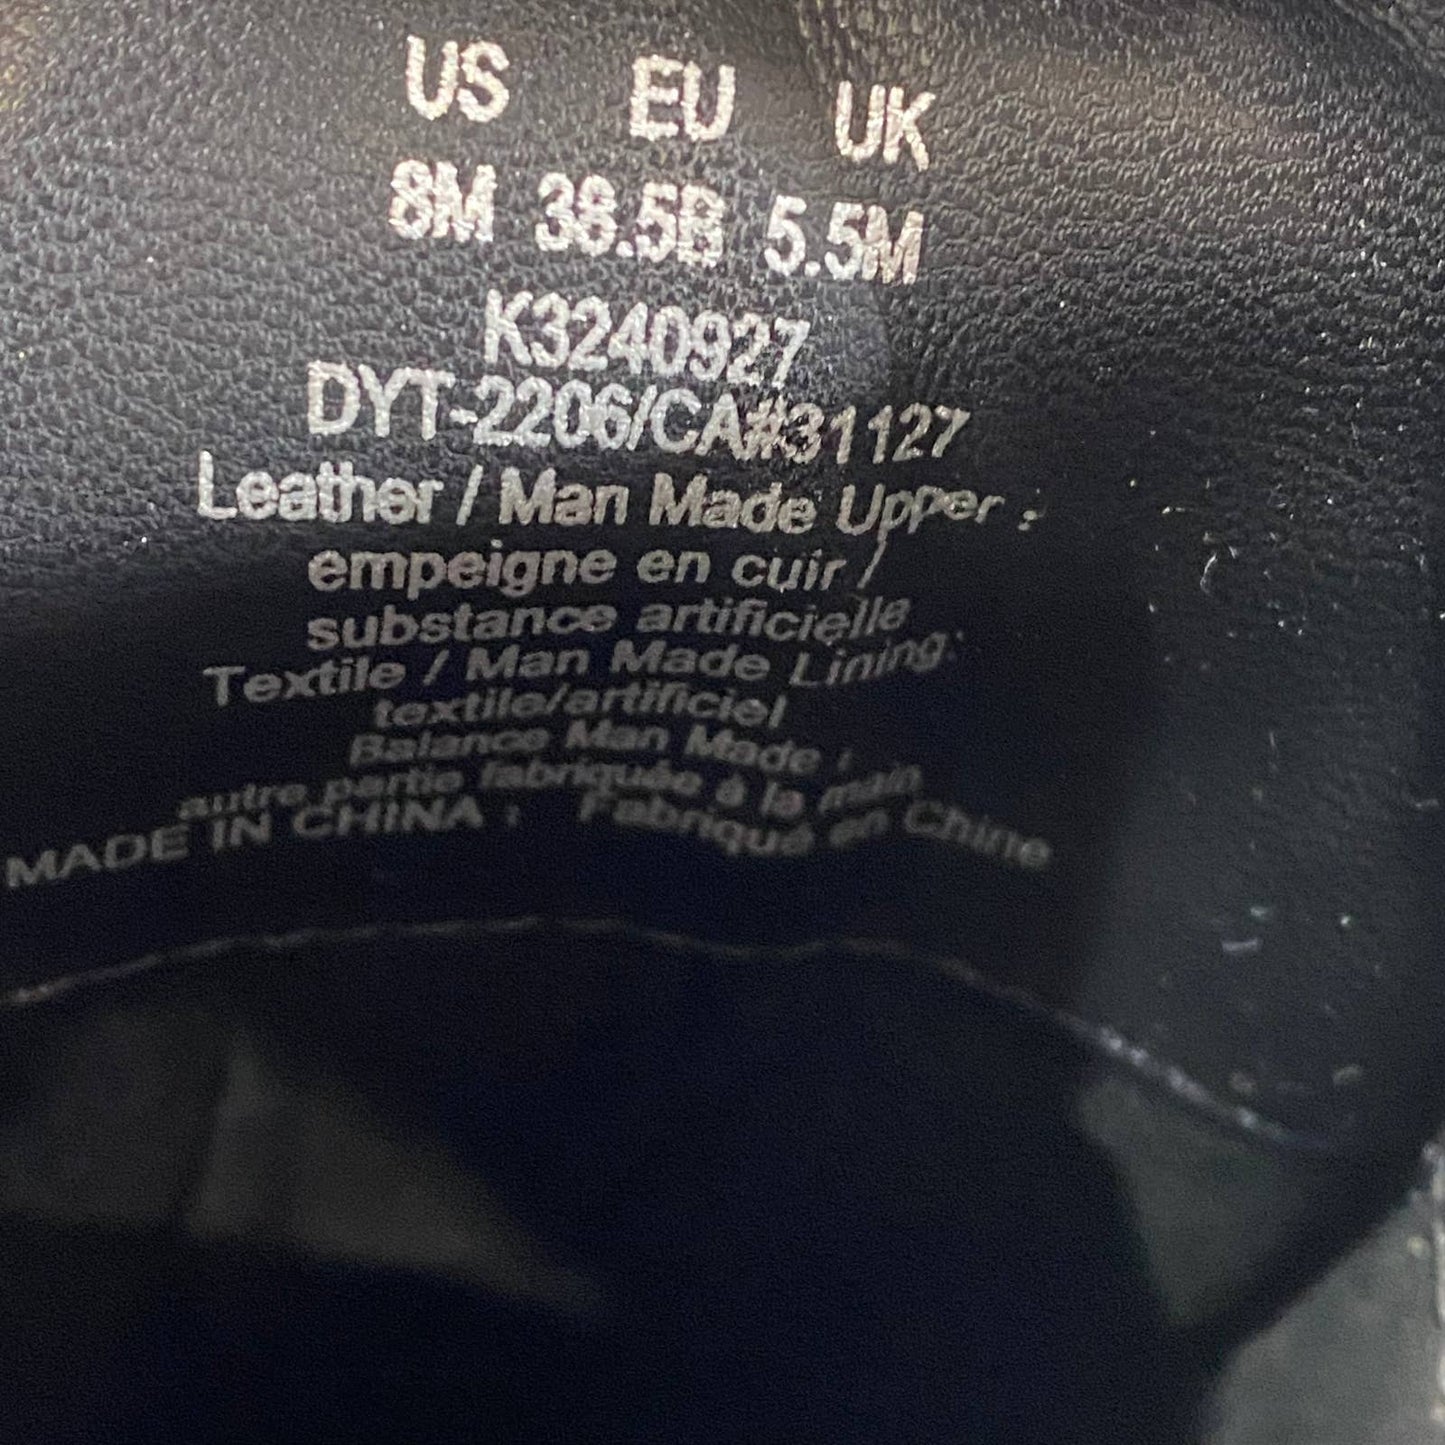 US EU UK
8M 38.5B 5.5M
K3240927
DYT-2206/CA#31127
Leather / Man Made Upper :
empeigne en cuir /
substance artificielle
Textile / Man Made Lining:
textile/artificiel
Balance Man Made :
autre partie fabriquée à la main
MADE IN CHINA : Fabriqué en Chine